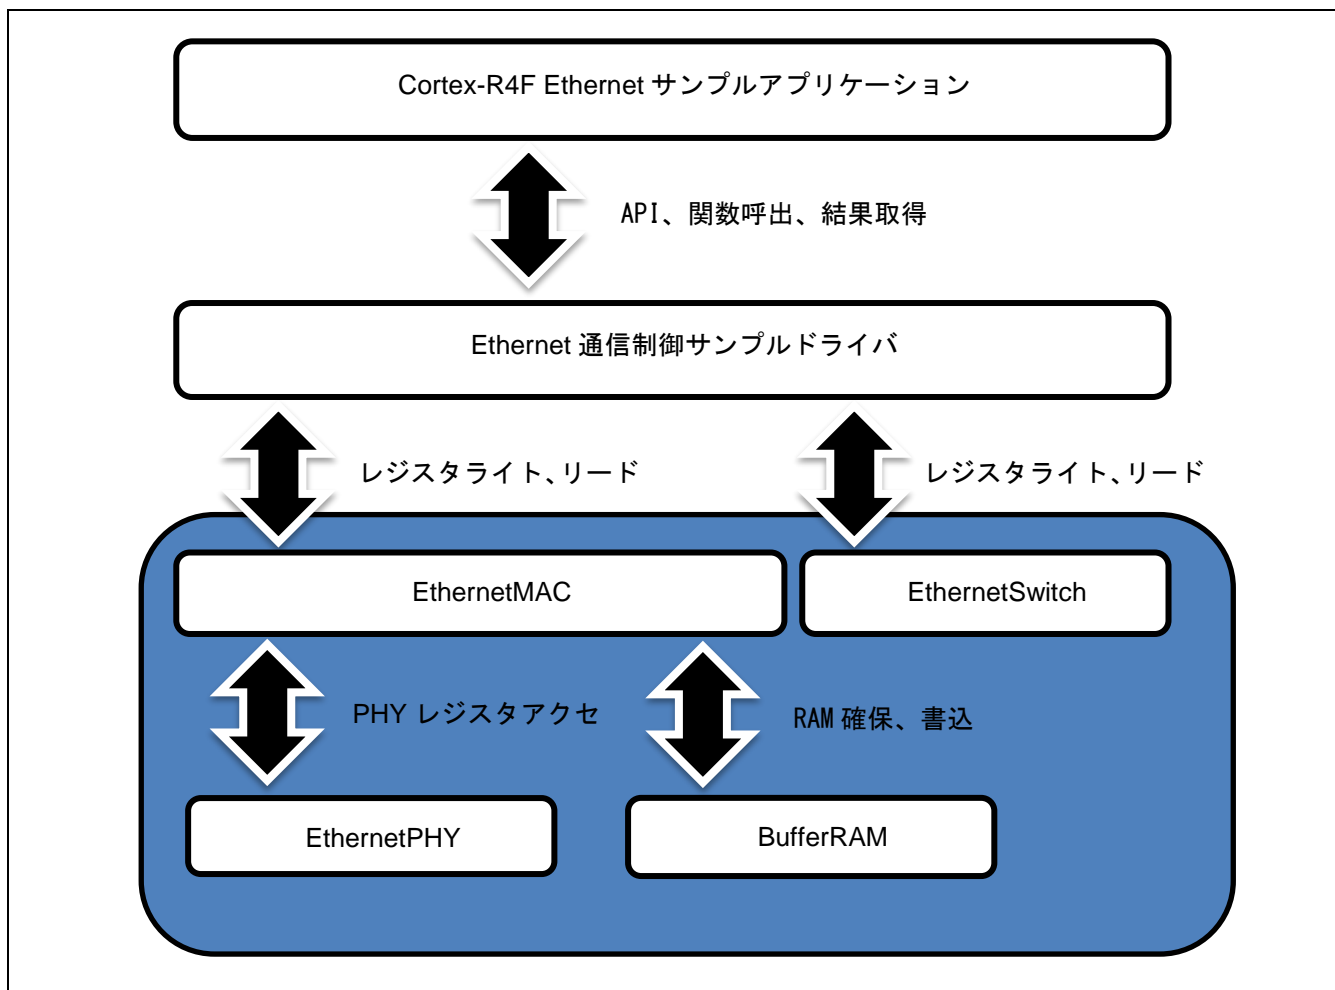 Cortex-R4F Ethernet サンプルアプリケーション
API、関数呼出、結果取得
Ethernet 通信制御サンプルドライバ
レジスタライト、リード
レジスタライト、リード
EthernetMAC
EthernetSwitch
PHY レジスタアクセ
RAM 確保、書込
EthernetPHY
BufferRAM